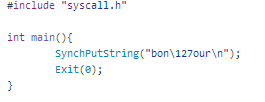 #include "syscall.h"
int main(){
SynchPutString("bon\127our\n");
Exit(0);
}